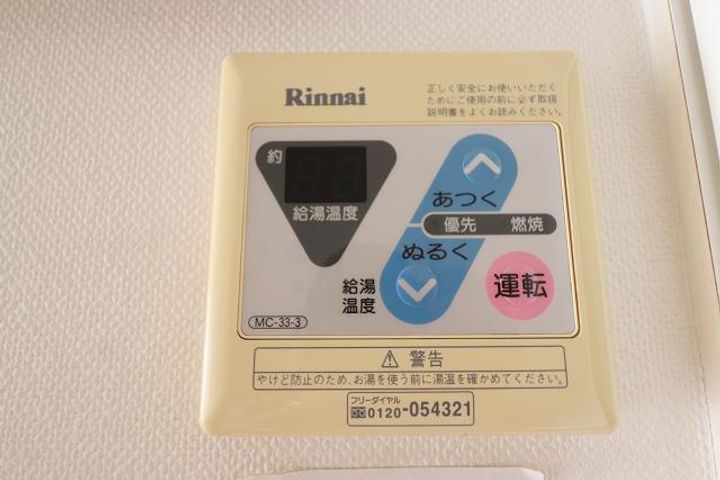 Rinnai
正しく安全にお使いいただく
ためにご使用の前に必ず取扱
説明書をよくお読みください。
約
給湯温度
あつく
優先 燃焼
ぬるく
給湯
温度
運転
MC-33-3
警告
やけど防止のため、お湯を使う前に湯温を確かめてください。
フリーダイヤル
0120-054321